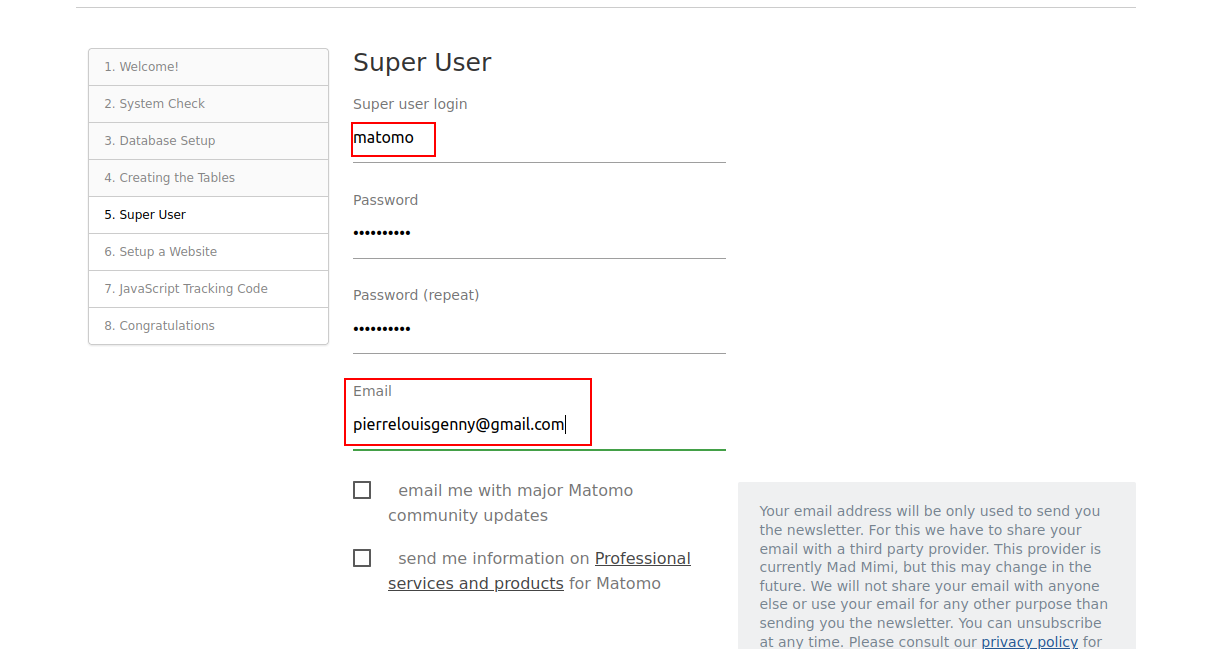 1. Welcome!
2. System Check
3. Database Setup
4. Creating the Tables
5. Super User
6. Setup a Website
7. JavaScript Tracking Code
8. Congratulations
Super User
Super user login
matomo
Password
••••••••••
Password (repeat)
••••••••••
Email
pierrelouisgenny@gmail.com
email me with major Matomo
community updates
send me information on Professional
services and products for Matomo
Your email address will be only used to send you
the newsletter. For this we have to share your
email with a third party provider. This provider is
currently Mad Mimi, but this may change in the
future. We will not share your email with anyone
else or use your email for any other purpose than
sending you the newsletter. You can unsubscribe
at any time. Please consult our privacy policy for